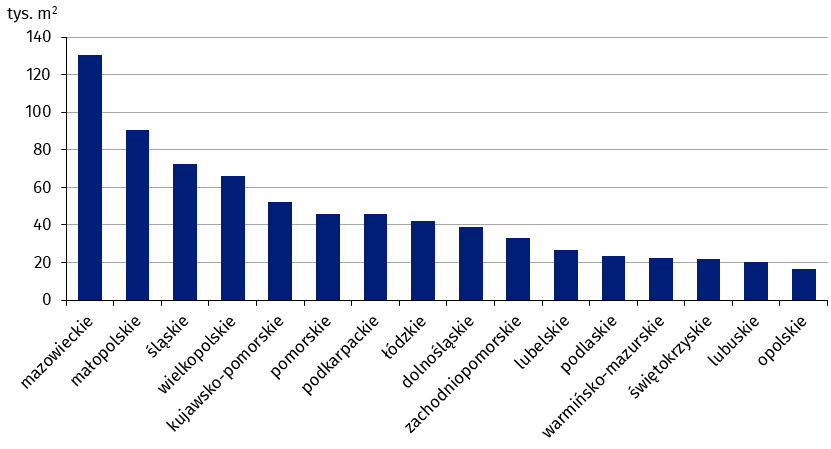 tys. m²
140
120
100
80
60
40
20
0
mazowieckie
małopolskie
śląskie
wielkopolskie
kujawsko-pomorskie
pomorskie
podkarpackie
łódzkie
dolnośląskie
zachodniopomorskie
lubelskie
podlaskie
warmińsko-mazurskie
świętokrzyskie
lubuskie
opolskie